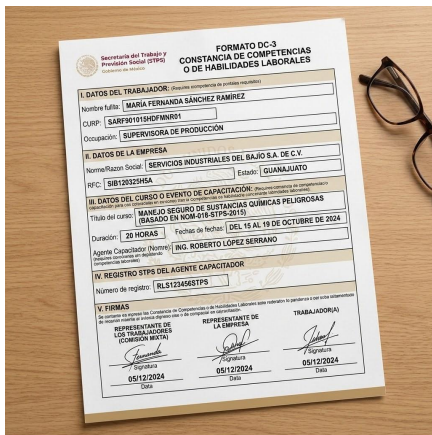 Secretaría del Trabajo y
Previsión Social (STPS)
Gobierno de México
FORMATO DC-3
CONSTANCIA DE COMPETENCIAS
O DE HABILIDADES LABORALES
I. DATOS DEL TRABAJADOR:
Nombre MARÍA FERNANDA SÁNCHEZ RAMÍREZ
CURP: SARF901015HDFMNR01
Ocupación: SUPERVISORA DE PRODUCCIÓN
II. DATOS DE LA EMPRESA
Norme/Razon Social: SERVICIOS INDUSTRIALES DEL BAJÍO S.A. DE C.V.
RFC: SIB120325H5A Estado: GUANAJUATO
III. DATOS DEL CURSO O EVENTO DE CAPACITACIÓN:
Título del curso: MANEJO SEGURO DE SUSTANCIAS QUÍMICAS PELIGROSAS
(BASADO EN NOM-018-STPS-2015)
Duración: 20 HORAS Fechas de fechas: DEL 15 AL 19 DE OCTUBRE DE 2024
Agente Capacitador (Nombre): ING. ROBERTO LÓPEZ SERRANO
IV. REGISTRO STPS DEL AGENTE CAPACITADOR
Número de registro: RLS123456STPS
V. FIRMAS
REPRESENTANTE DE
LOS TRABAJADORES
(COMISIÓN MIXTA)
Signatura
05/12/2024
Data
REPRESENTANTE DE
LA EMPRESA
Signatura
05/12/2024
Data
TRABAJADOR(A)
Signatura
05/12/2024
Data